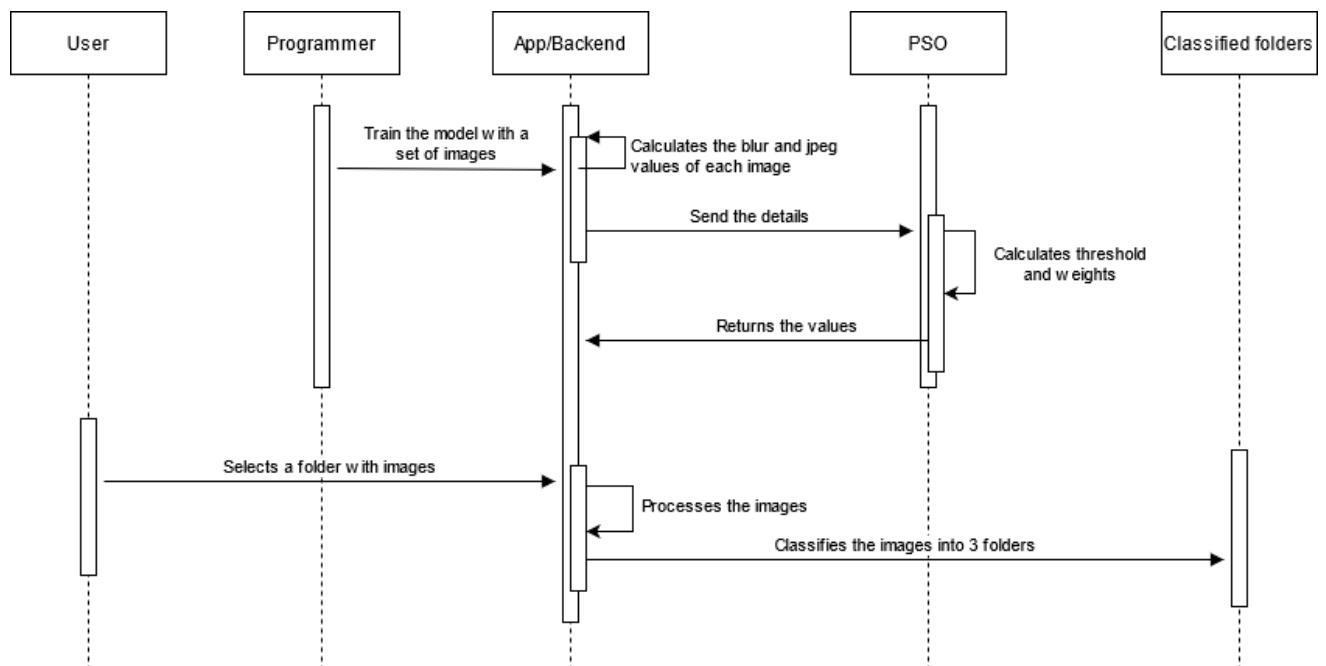 User
Programmer
App/Backend
PSO
Classified folders
Train the model with a
set of images
Calculates the blur and jpeg
values of each image
Send the details
Calculates threshold
and weights
Returns the values
Selects a folder with images
Processes the images
Classifies the images into 3 folders